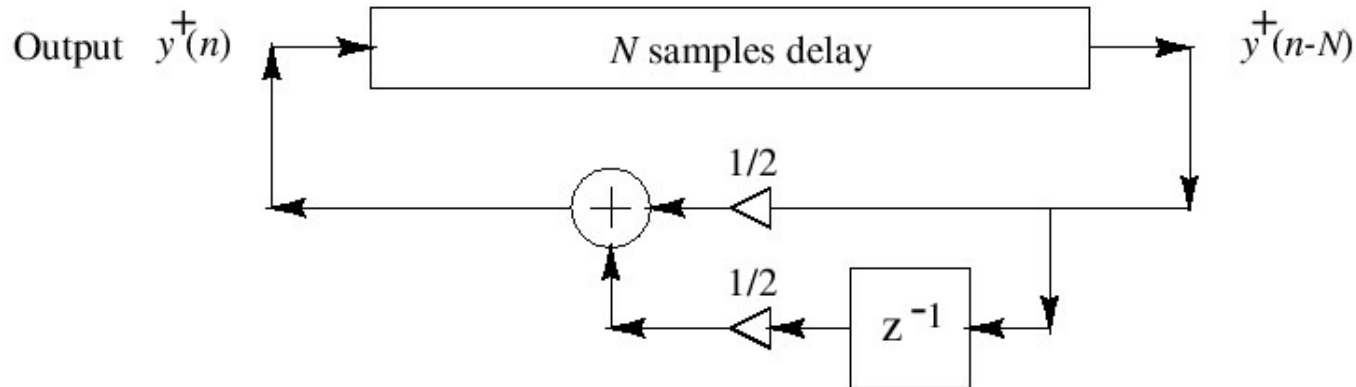 Output y⁺(n)
N samples delay
y⁺(n-N)
1/2
+
1/2
z⁻¹